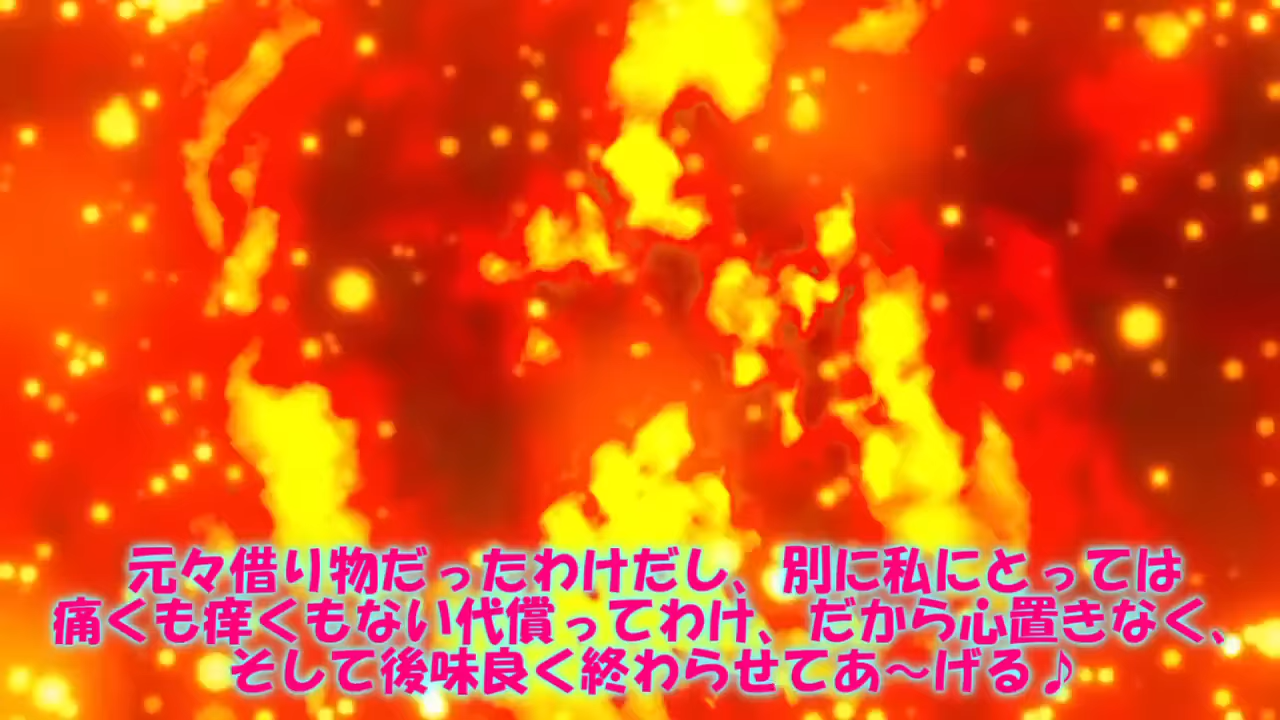 元々借り物だったわけだし、別に私にとっては
痛くも痒くもない代償ってわけ、だから心置きなく、
そして後味良く終わらせてあ～げる♪